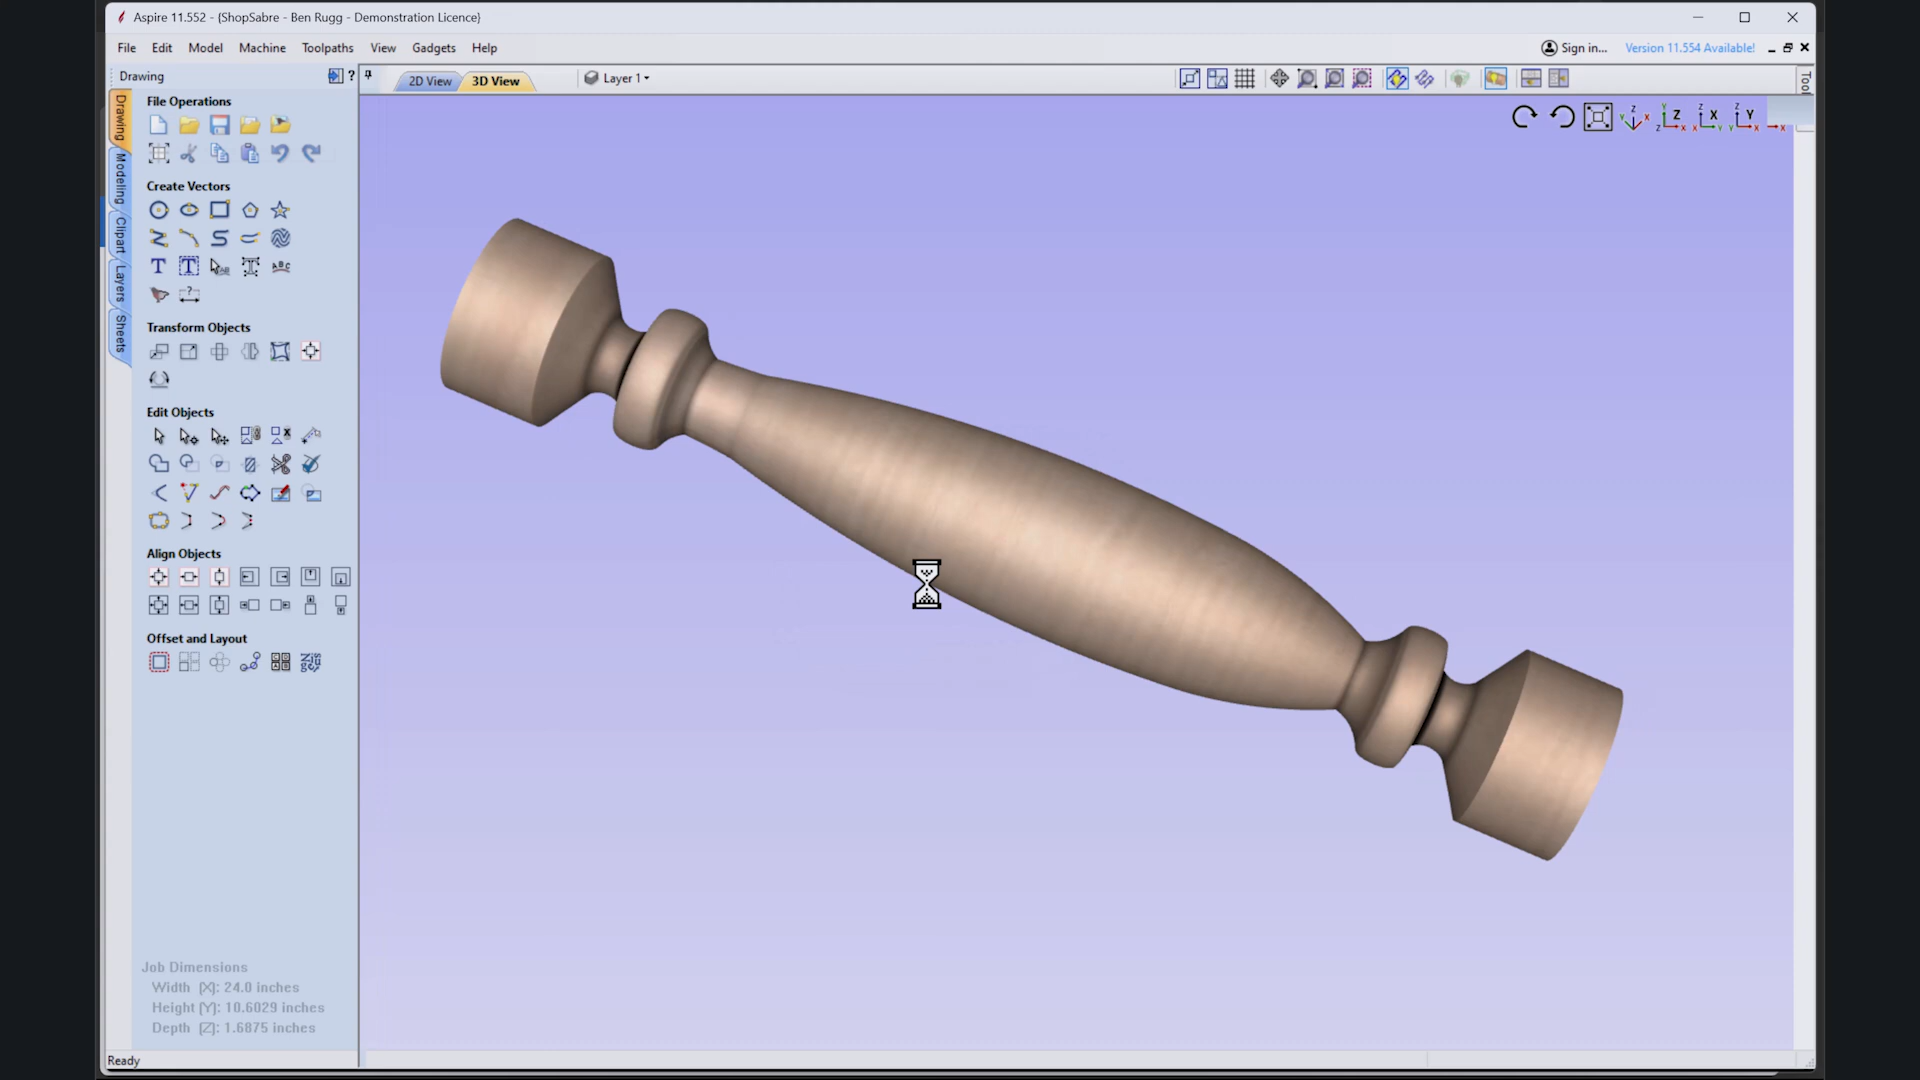 Aspire 11.552 - {ShopSabre - Ben Rugg - Demonstration Licence}
File Edit Model Machine Toolpaths View Gadgets Help
Sign in... Version 11.554 Available!
Drawing ?
2D View 3D View Layer 1
Drawing
Modeling
Clipart
Layers
Sheets
File Operations
Create Vectors
Transform Objects
Edit Objects
Align Objects
Offset and Layout
Job Dimensions
Width (X): 24.0 inches
Height (Y): 10.6029 inches
Depth (Z): 1.6875 inches
Ready